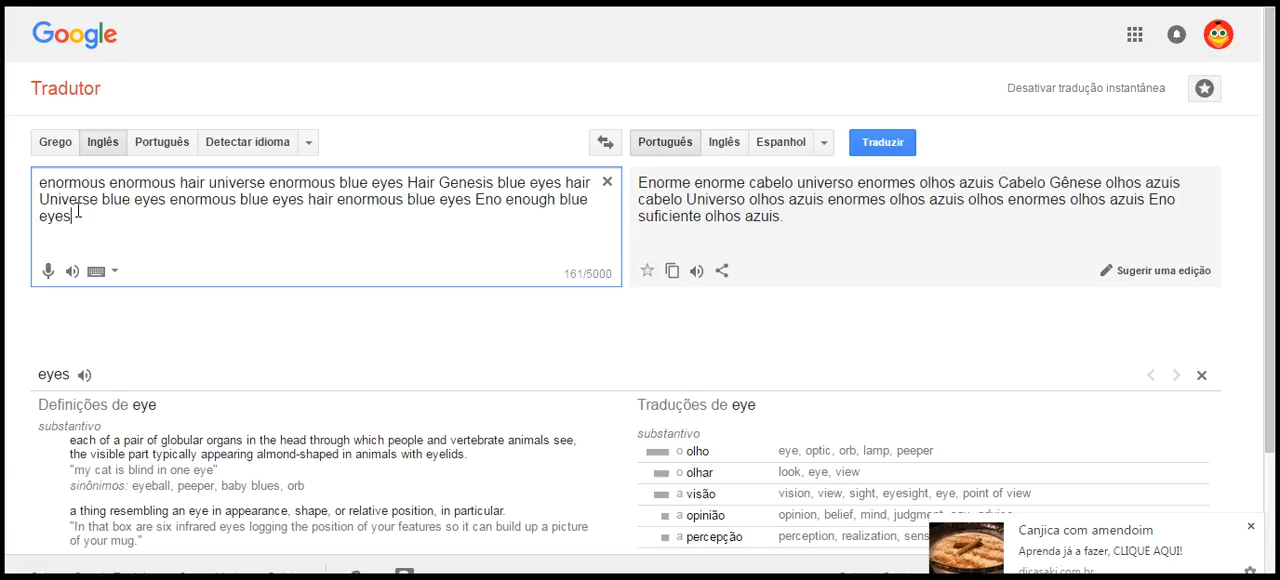 Google
Tradutor
Desativar tradução instantânea
Grego Inglês Português Detectar idioma
Português Inglês Espanhol Traduzir
enormous enormous hair universe enormous blue eyes Hair Genesis blue eyes hair
Universe blue eyes enormous blue eyes hair enormous blue eyes Eno enough blue
eyes
161/5000
Enorme enorme cabelo universo enormes olhos azuis Cabelo Gênese olhos azuis
cabelo Universo olhos azuis enormes olhos azuis olhos enormes olhos azuis Eno
suficiente olhos azuis.
Sugerir uma edição
eyes
Definições de eye
substantivo
each of a pair of globular organs in the head through which people and vertebrate animals see,
the visible part typically appearing almond-shaped in animals with eyelids.
"my cat is blind in one eye"
sinônimos: eyeball, peeper, baby blues, orb
a thing resembling an eye in appearance, shape, or relative position, in particular.
"In that box are six infrared eyes logging the position of your features so it can build up a picture
of your mug."
Traduções de eye
substantivo
o olho eye, optic, orb, lamp, peeper
o olhar look, eye, view
a visão vision, view, sight, eyesight, eye, point of view
a opinião opinion, belief, mind,
a percepção perception, realization,
Canjica com amendoim
Aprenda já a fazer, CLIQUE AQUI!
dicasaki.com.br